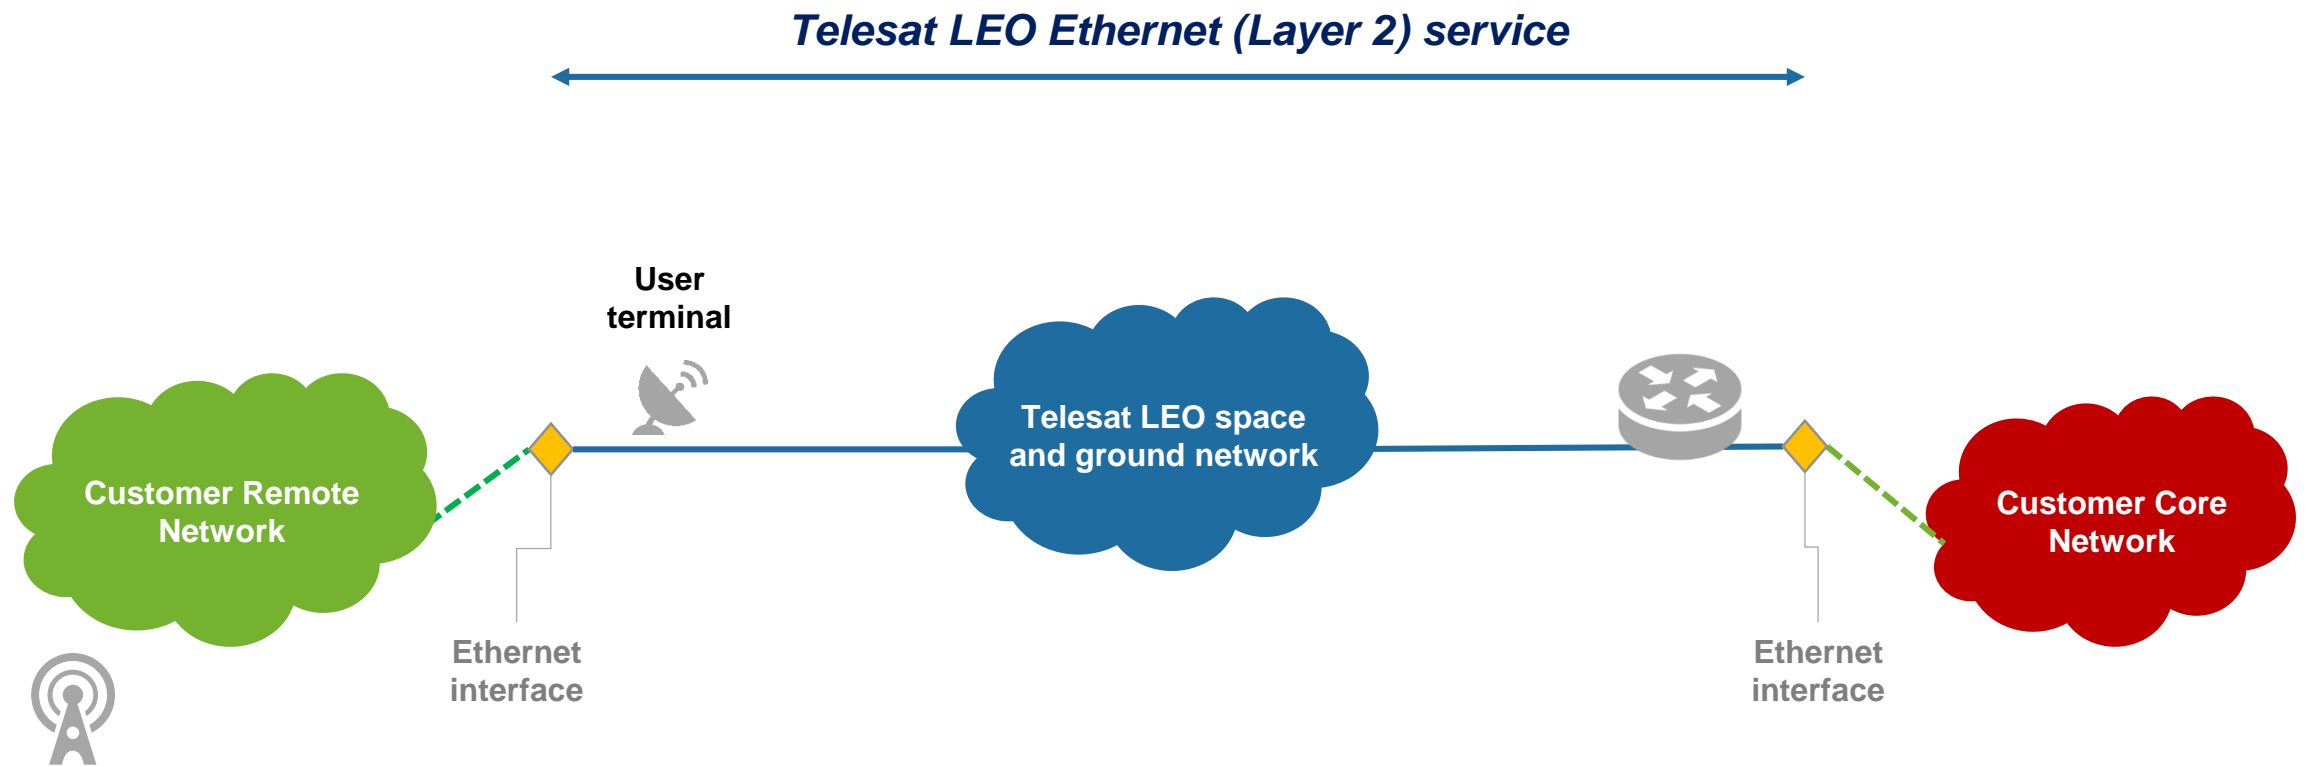 Telesat LEO Ethernet (Layer 2) service
User
terminal
Telesat LEO space
and ground network
Customer Remote
Network
Customer Core
Network
Ethernet
interface
Ethernet
interface